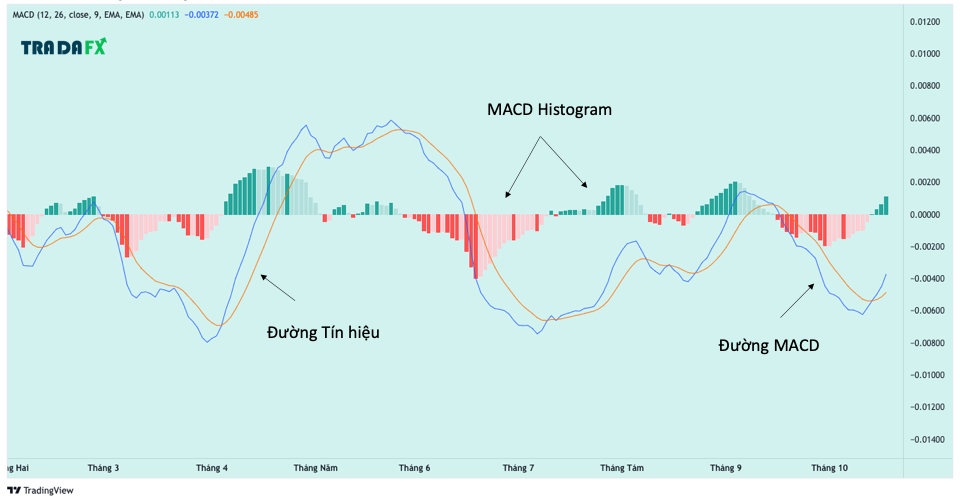 MACD (12, 26, close, 9, EMA, EMA) 0.00113 −0.00372 −0.00485
TRADAFX
0.01200
0.01000
0.00800
0.00600
0.00400
0.00200
0.00000
−0.00200
−0.00400
−0.00600
−0.00800
−0.01000
−0.01200
−0.01400
MACD Histogram
Đường Tín hiệu
Đường MACD
ng Hai Tháng 3 Tháng 4 Tháng Năm Tháng 6 Tháng 7 Tháng Tám Tháng 9 Tháng 10
TradingView